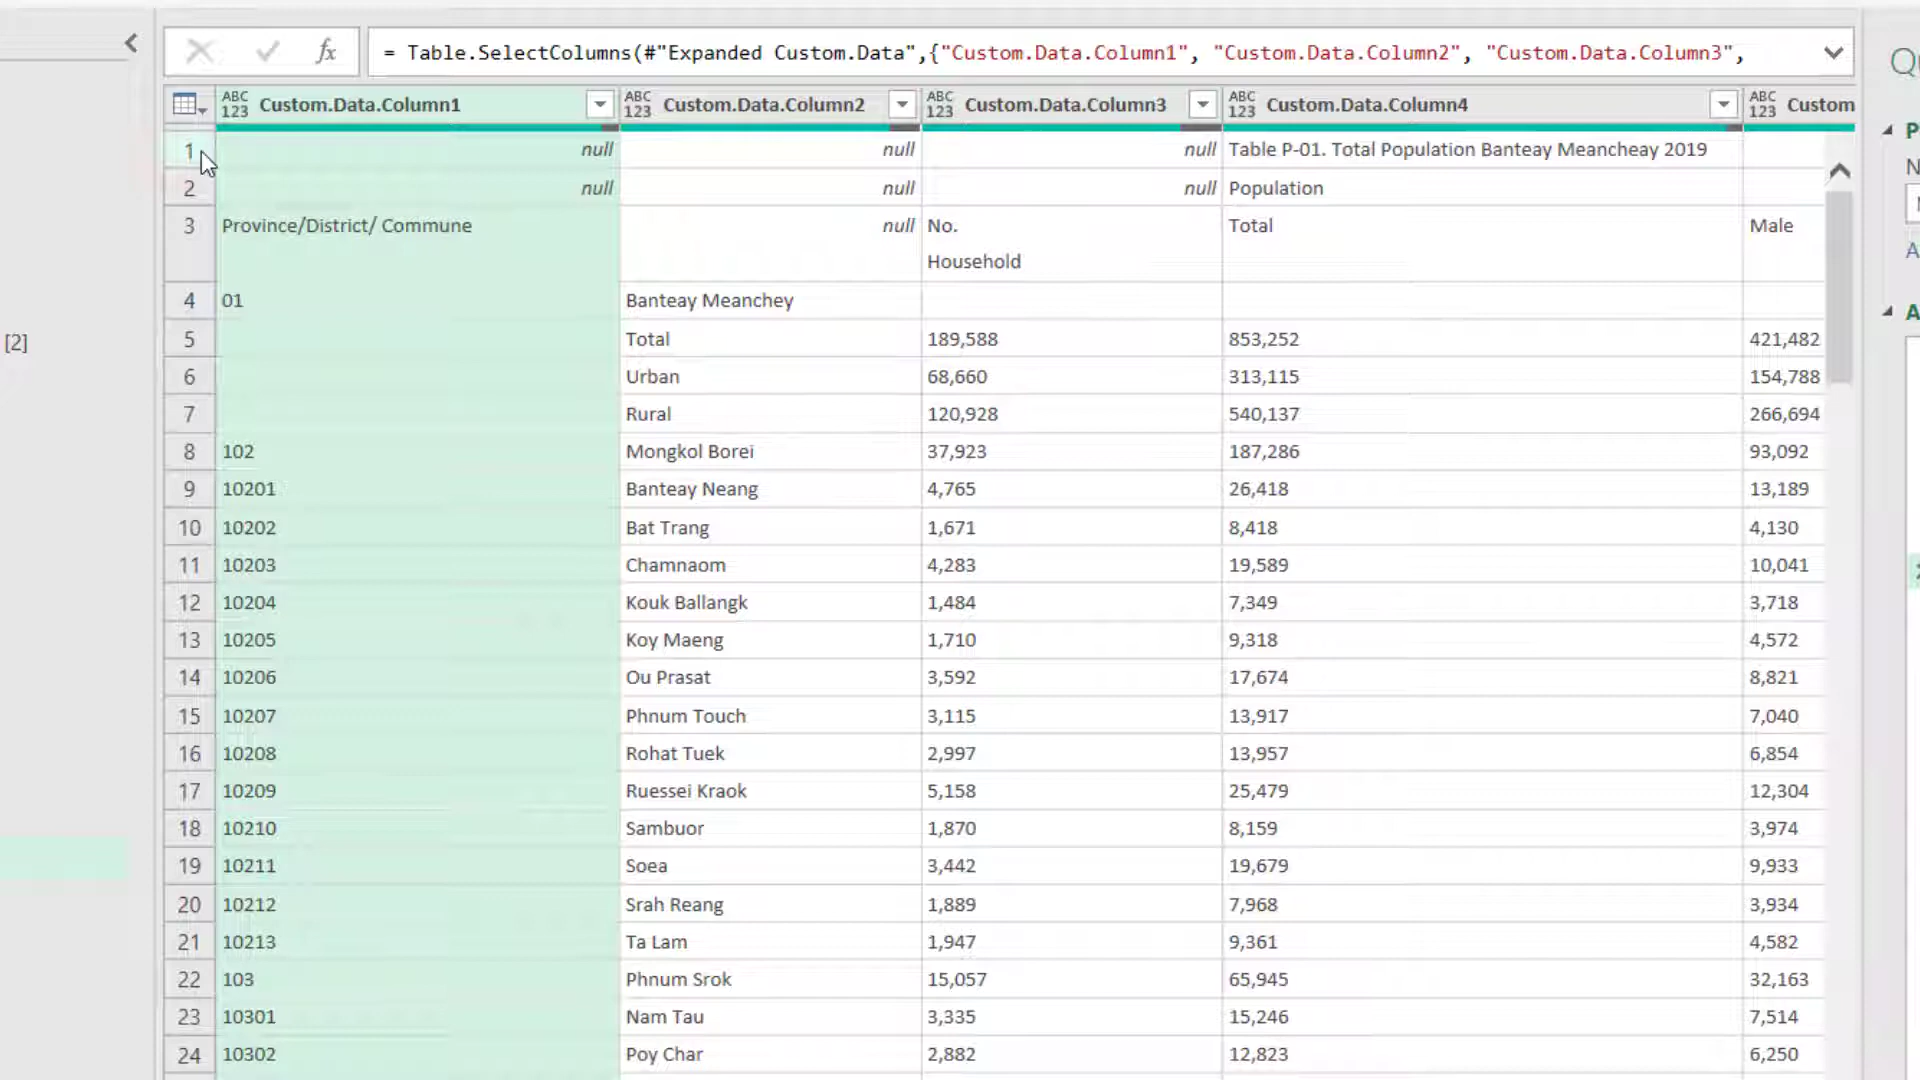 fx = Table.SelectColumns(#"Expanded Custom.Data",{"Custom.Data.Column1", "Custom.Data.Column2", "Custom.Data.Column3",
ABC 123 Custom.Data.Column1 ABC 123 Custom.Data.Column2 ABC 123 Custom.Data.Column3 ABC 123 Custom.Data.Column4 ABC 123 Custom
1 null null null Table P-01. Total Population Banteay Meancheay 2019
2 null null null Population
3 Province/District/ Commune null No. Total Male
Household
4 01 Banteay Meanchey
[2]
5 Total 189,588 853,252 421,482
6 Urban 68,660 313,115 154,788
7 Rural 120,928 540,137 266,694
8 102 Mongkol Borei 37,923 187,286 93,092
9 10201 Banteay Neang 4,765 26,418 13,189
10 10202 Bat Trang 1,671 8,418 4,130
11 10203 Chamnaom 4,283 19,589 10,041
12 10204 Kouk Ballangk 1,484 7,349 3,718
13 10205 Koy Maeng 1,710 9,318 4,572
14 10206 Ou Prasat 3,592 17,674 8,821
15 10207 Phnum Touch 3,115 13,917 7,040
16 10208 Rohat Tuek 2,997 13,957 6,854
17 10209 Ruessei Kraok 5,158 25,479 12,304
18 10210 Sambuor 1,870 8,159 3,974
19 10211 Soea 3,442 19,679 9,933
20 10212 Srah Reang 1,889 7,968 3,934
21 10213 Ta Lam 1,947 9,361 4,582
22 103 Phnum Srok 15,057 65,945 32,163
23 10301 Nam Tau 3,335 15,246 7,514
24 10302 Poy Char 2,882 12,823 6,250